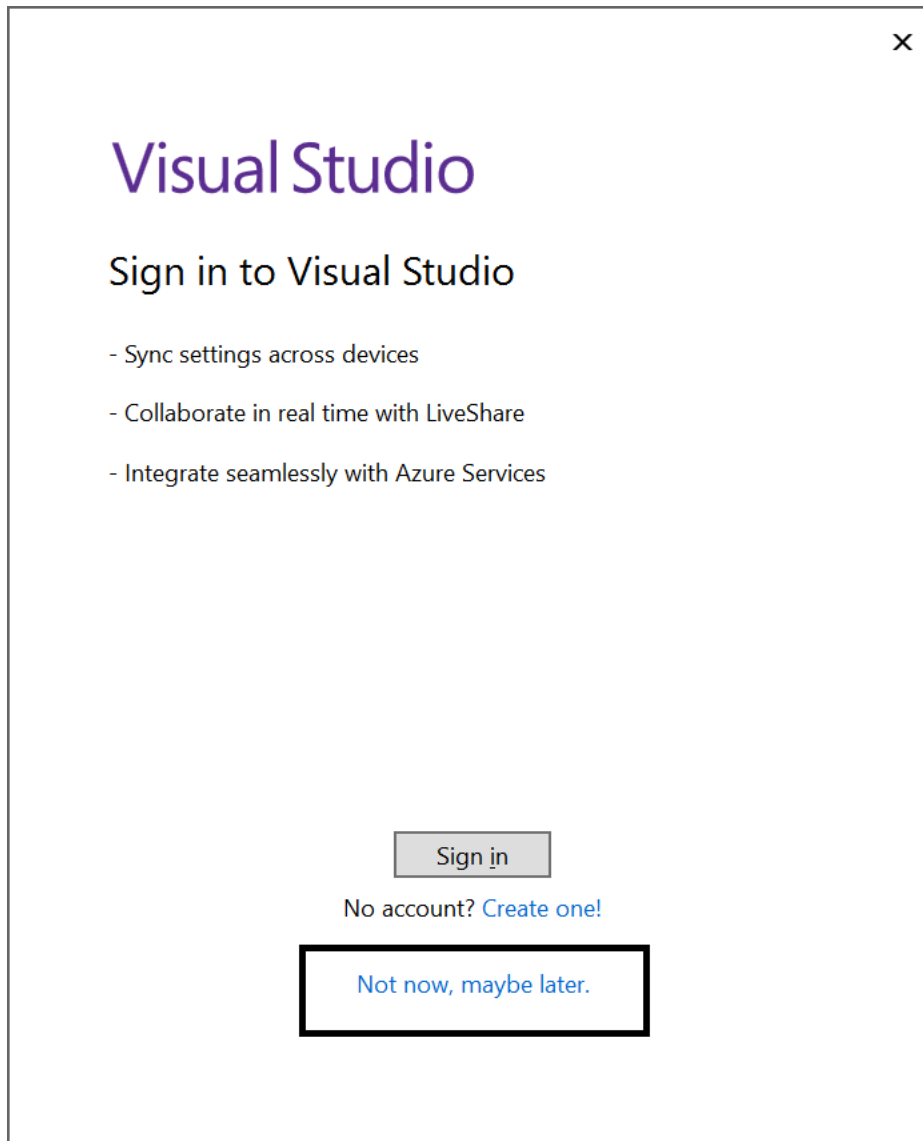 Visual Studio
Sign in to Visual Studio
- Sync settings across devices
- Collaborate in real time with LiveShare
- Integrate seamlessly with Azure Services
Sign in
No account? Create one!
Not now, maybe later.